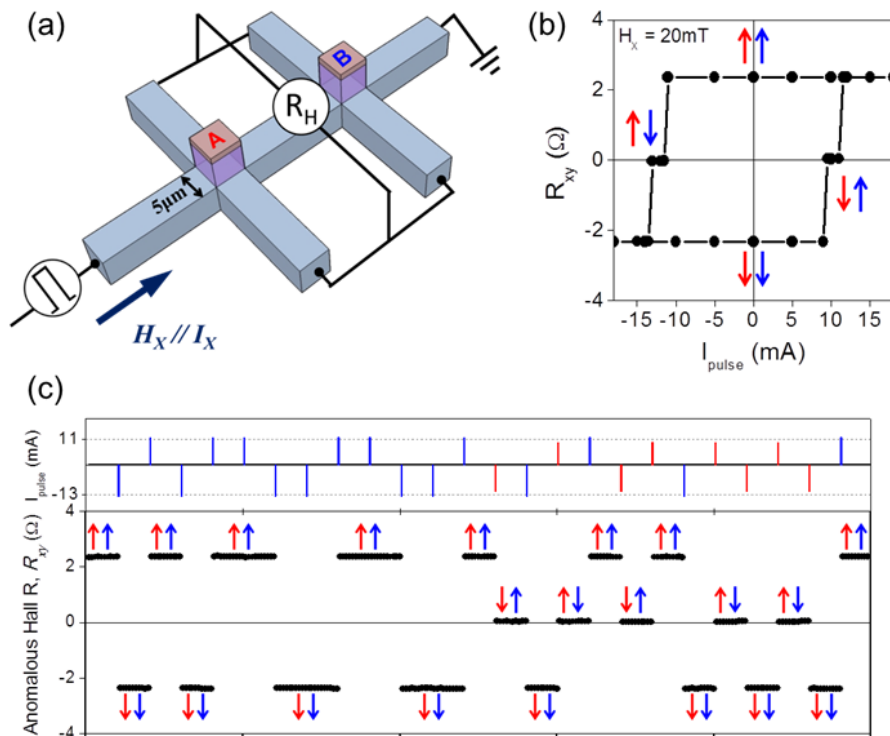 (a)
A
B
R_H
5μm
H_X // I_X
(b)
H_x = 20mT
4
2
0
-2
-4
R_xy (Ω)
-15 -10 -5 0 5 10 15
I_pulse (mA)
(c)
I_pulse (mA)
11
-13
Anomalous Hall R, R_xy (Ω)
4
2
0
-2
-4